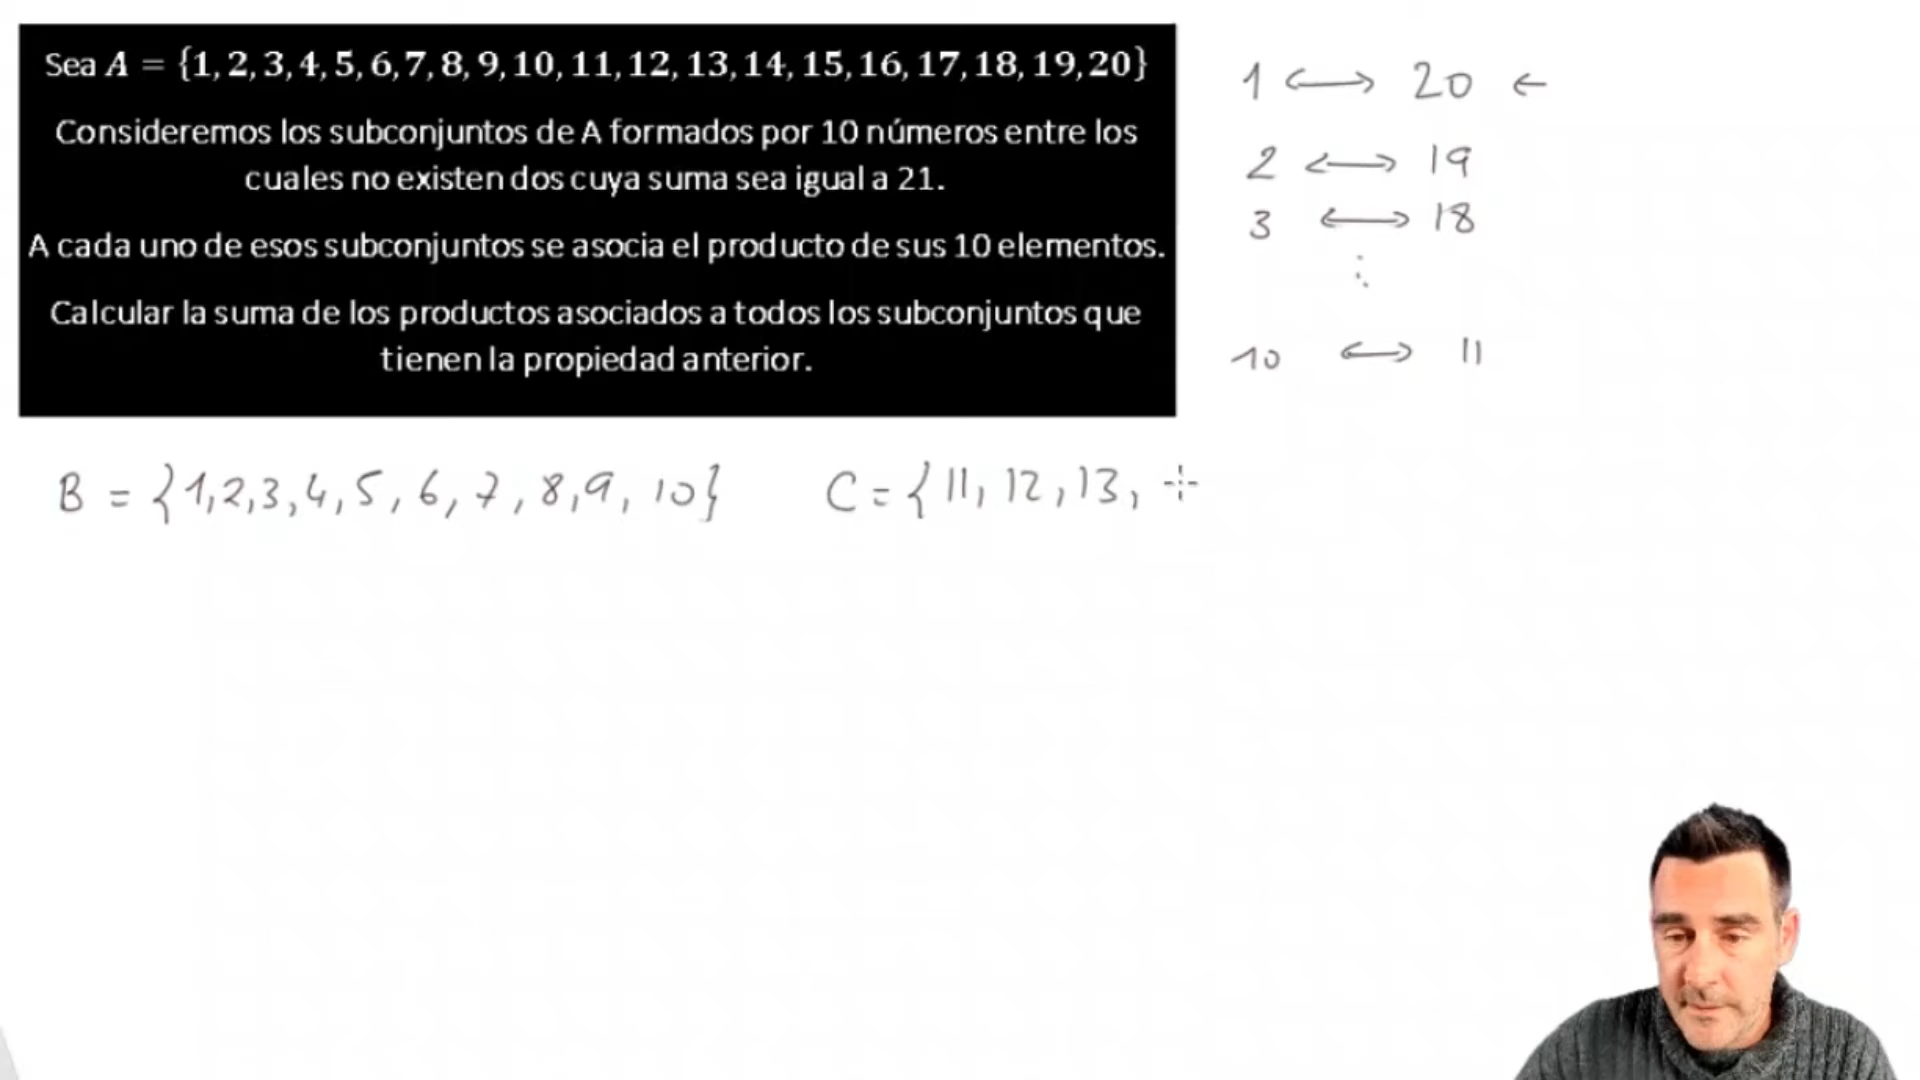 Sea A = {1, 2, 3, 4, 5, 6, 7, 8, 9, 10, 11, 12, 13, 14, 15, 16, 17, 18, 19, 20}
Consideremos los subconjuntos de A formados por 10 números entre los
cuales no existen dos cuya suma sea igual a 21.
A cada uno de esos subconjuntos se asocia el producto de sus 10 elementos.
Calcular la suma de los productos asociados a todos los subconjuntos que
tienen la propiedad anterior.
1 ⟷ 20 ←
2 ⟷ 19
3 ⟷ 18
⋮
10 ⟷ 11
B = {1,2,3,4,5,6,7,8,9,10}
C = {11, 12, 13,